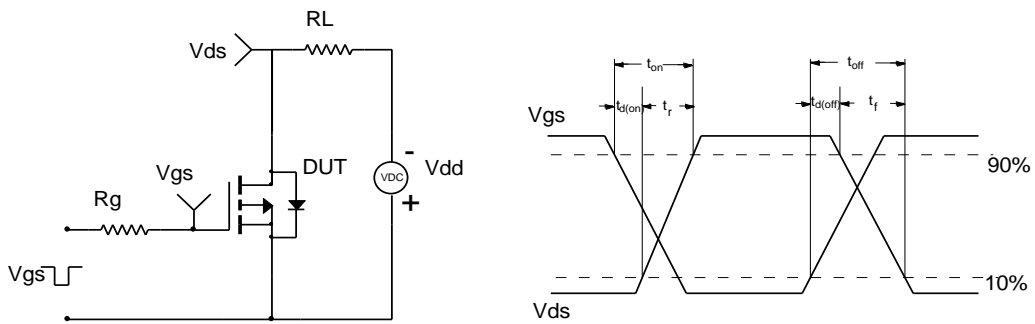 RL
Vds
Vgs
DUT
-
VDC
Vdd
+
Rg
Vgs
ton
toff
td(on)
tr
td(off)
tf
Vgs
90%
10%
Vds